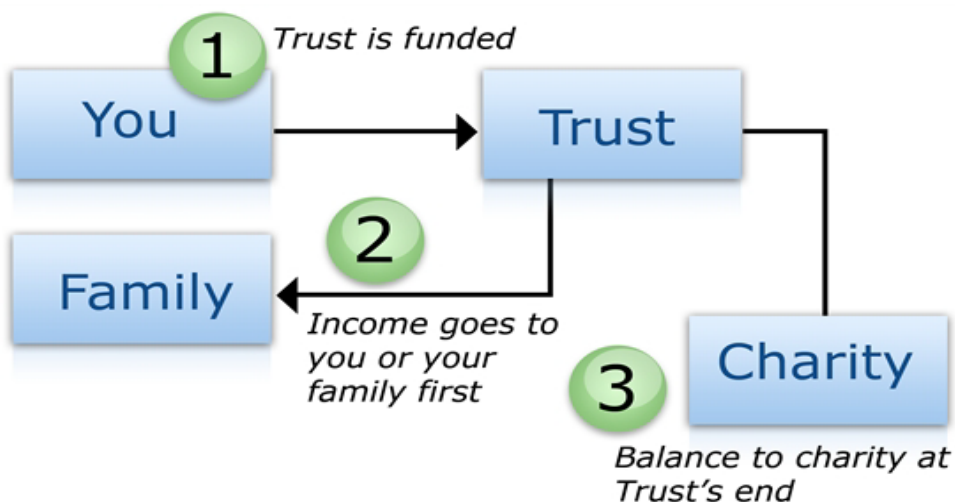 1
Trust is funded
You
Trust
2
Family
Income goes to
you or your
family first
Charity
3
Balance to charity at
Trust's end